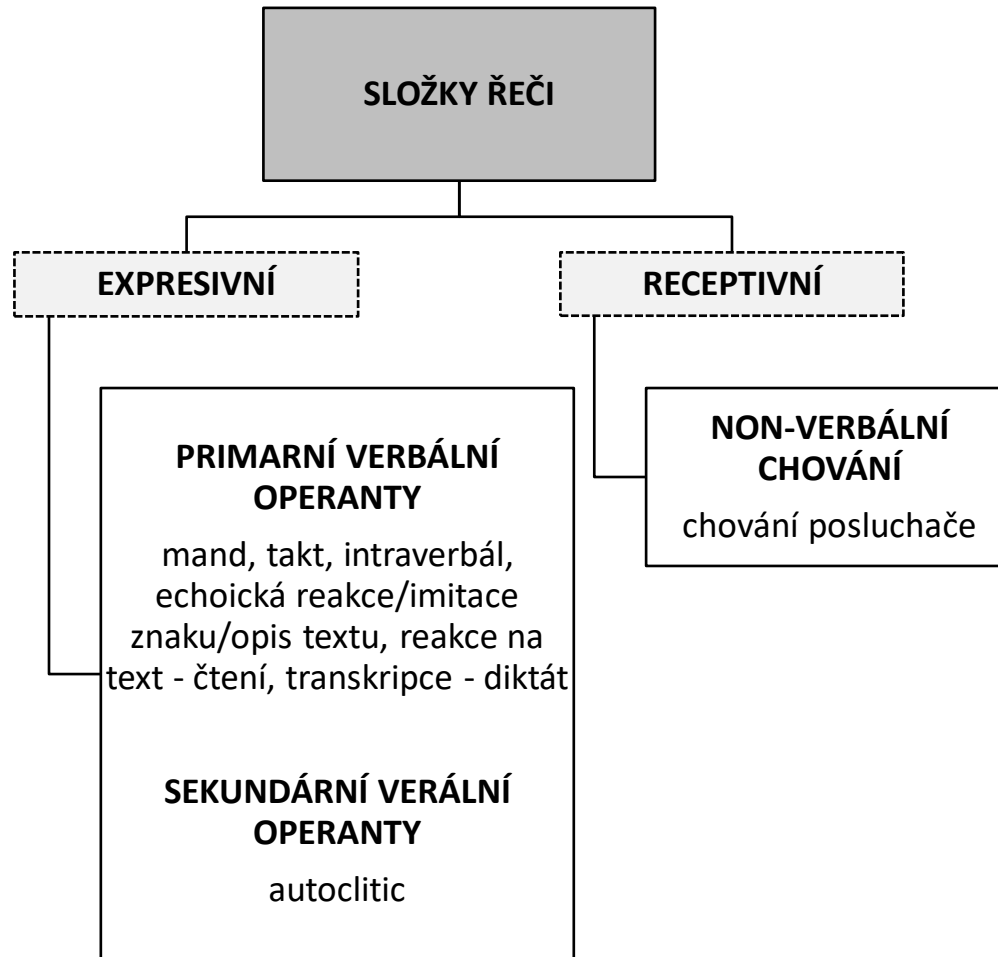 SLOŽKY ŘEČI
EXPRESIVNÍ
RECEPTIVNÍ
PRIMARNÍ VERBÁLNÍ
OPERANTY
mand, takt, intraverbál,
echoická reakce/imitace
znaku/opis textu, reakce na
text - čtení, transkripce - diktát
SEKUNDÁRNÍ VERÁLNÍ
OPERANTY
autoclitic
NON-VERBÁLNÍ
CHOVÁNÍ
chování posluchače